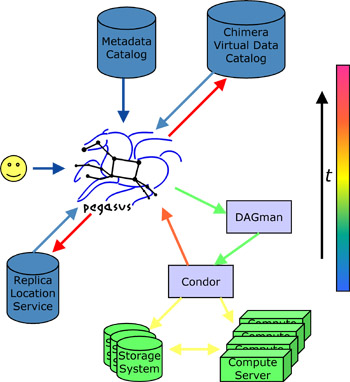 Metadata
Catalog
Chimera
Virtual Data
Catalog
t
pegasus
DAGman
Replica
Location
Service
Condor
Storage
System
Compute
Compute
Compute
Compute
Server